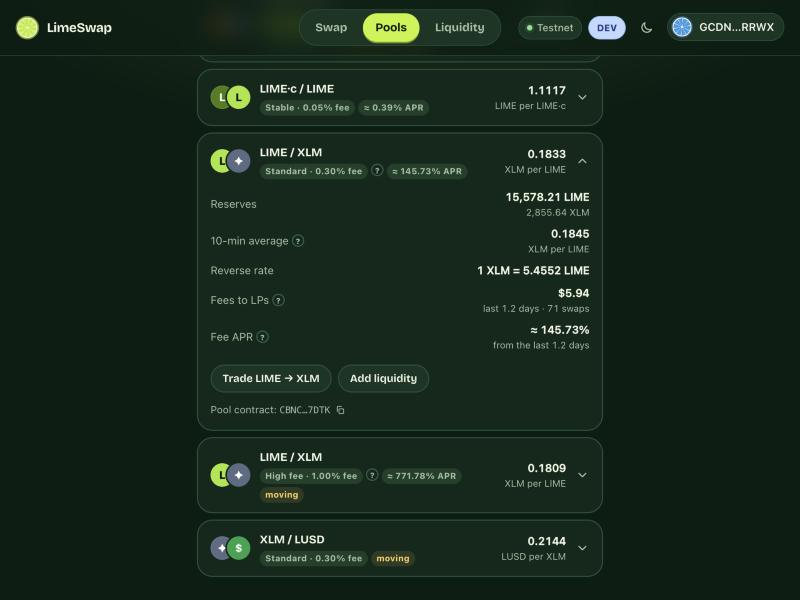 LimeSwap
Swap
Pools
Liquidity
Testnet
DEV
GCDN...RRWX
L L
LIME·c / LIME
Stable · 0.05% fee
≈ 0.39% APR
1.1117
LIME per LIME·c
L
LIME / XLM
Standard · 0.30% fee
?
≈ 145.73% APR
0.1833
XLM per LIME
Reserves
15,578.21 LIME
2,855.64 XLM
10-min average ?
0.1845
XLM per LIME
Reverse rate
1 XLM = 5.4552 LIME
Fees to LPs ?
$5.94
last 1.2 days · 71 swaps
Fee APR ?
≈ 145.73%
from the last 1.2 days
Trade LIME → XLM
Add liquidity
Pool contract: CBNC…7DTK
L
LIME / XLM
High fee · 1.00% fee
?
≈ 771.78% APR
moving
0.1809
XLM per LIME
$
XLM / LUSD
Standard · 0.30% fee
moving
0.2144
LUSD per XLM